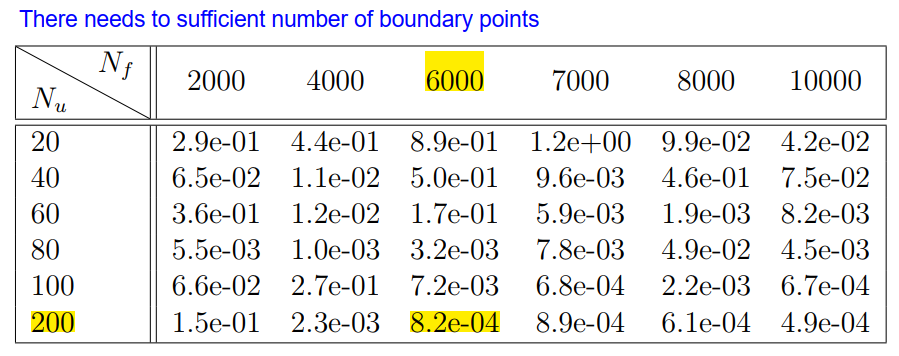 There needs to sufficient number of boundary points
N_f
N_u
2000 4000 6000 7000 8000 10000
20 2.9e-01 4.4e-01 8.9e-01 1.2e+00 9.9e-02 4.2e-02
40 6.5e-02 1.1e-02 5.0e-01 9.6e-03 4.6e-01 7.5e-02
60 3.6e-01 1.2e-02 1.7e-01 5.9e-03 1.9e-03 8.2e-03
80 5.5e-03 1.0e-03 3.2e-03 7.8e-03 4.9e-02 4.5e-03
100 6.6e-02 2.7e-01 7.2e-03 6.8e-04 2.2e-03 6.7e-04
200 1.5e-01 2.3e-03 8.2e-04 8.9e-04 6.1e-04 4.9e-04